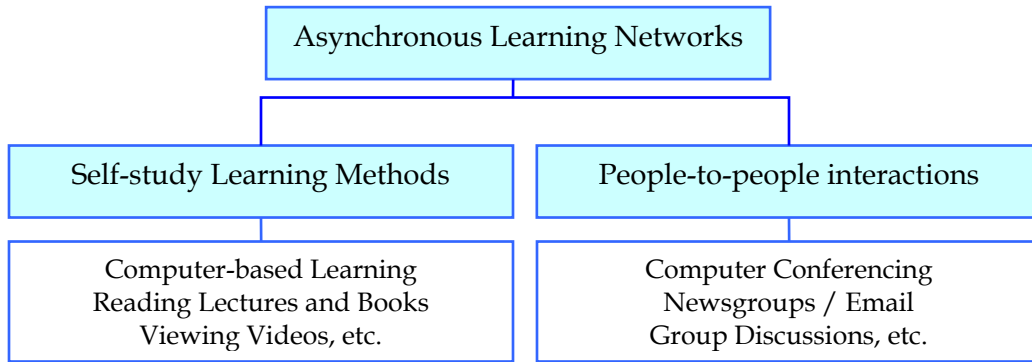 Asynchronous Learning Networks
Self-study Learning Methods
People-to-people interactions
Computer-based Learning
Reading Lectures and Books
Viewing Videos, etc.
Computer Conferencing
Newsgroups / Email
Group Discussions, etc.